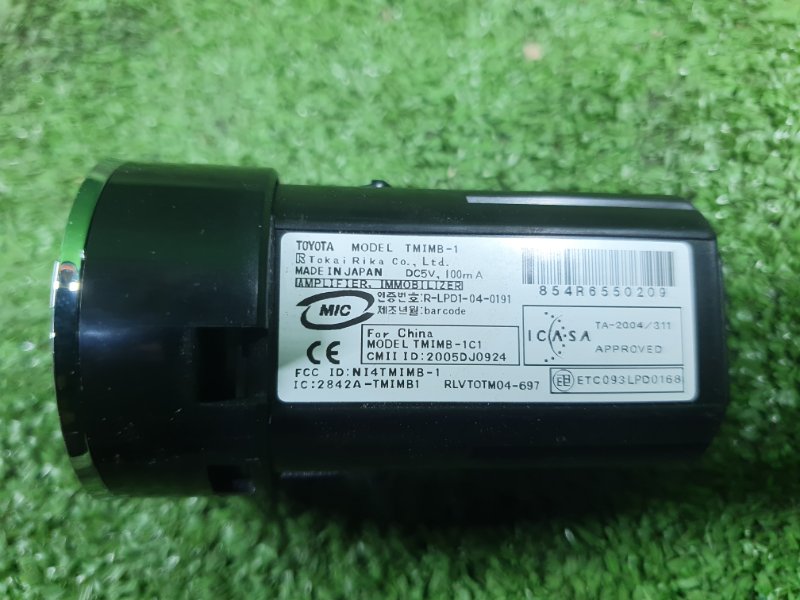 TOYOTA MODEL TMIMB-1
Tokai Rika Co., Ltd.
MADE IN JAPAN DC5V, 100mA
AMPLIFIER, IMMOBILIZER
854R6550209
MIC
인증번호:R-LPD1-04-0191
제조년월:barcode
For China
MODEL TMIMB-1C1
CMII ID:2005DJ0924
ICASA
TA-2004/311
APPROVED
CE
FCC ID:NI4TMIMB-1
IC:2842A-TMIMB1
RLVTOTM04-697
ETC093LPD0168